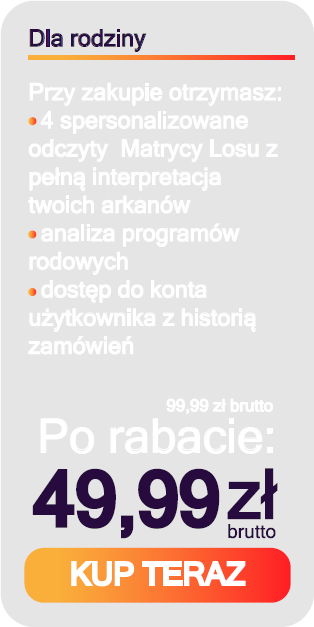 Dla rodziny
Przy zakupie otrzymasz:
• 4 spersonalizowane
odczyty Matrycy Losu z
pełną interpretacja
twoich arkanów
• analiza programów
rodowych
• dostęp do konta
użytkownika z historią
zamówień
99,99 zł brutto
Po rabacie:
49,99 zł
brutto
KUP TERAZ